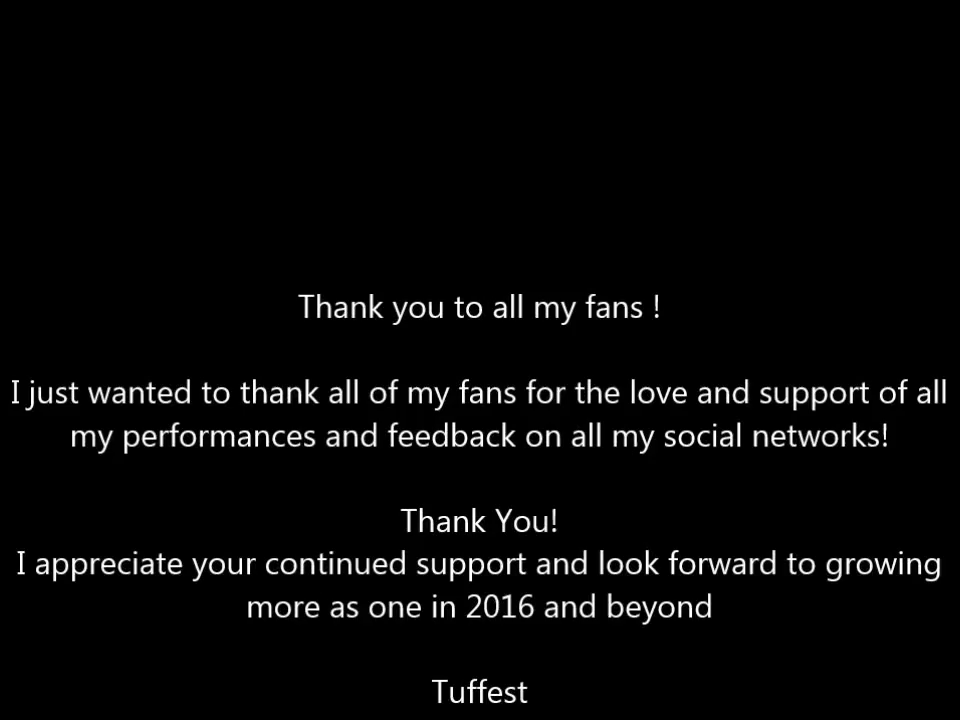 Thank you to all my fans !
I just wanted to thank all of my fans for the love and support of all
my performances and feedback on all my social networks!
Thank You!
I appreciate your continued support and look forward to growing
more as one in 2016 and beyond
Tuffest